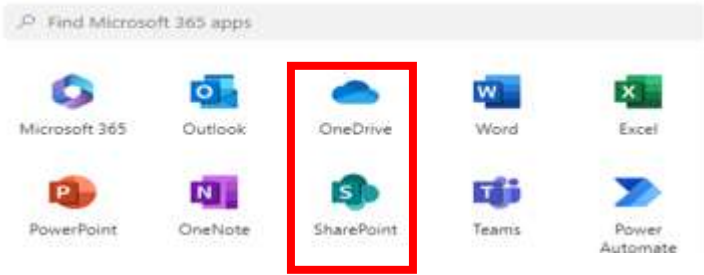 Find Microsoft 365 apps
Microsoft 365 Outlook OneDrive Word Excel
PowerPoint OneNote SharePoint Teams Power Automate